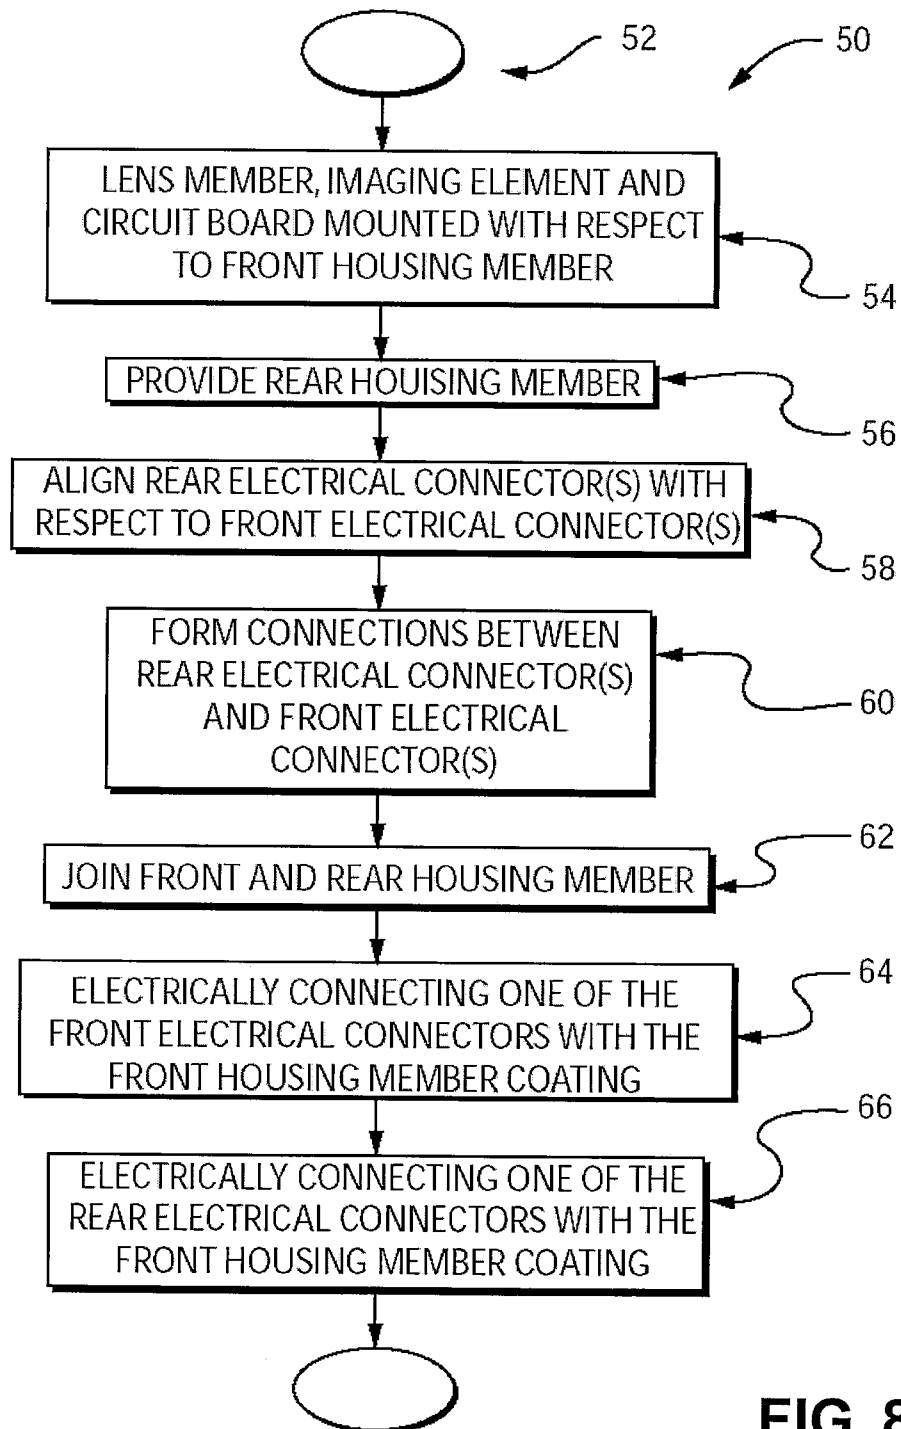 52
50
LENS MEMBER, IMAGING ELEMENT AND
CIRCUIT BOARD MOUNTED WITH RESPECT
TO FRONT HOUSING MEMBER
54
PROVIDE REAR HOUISING MEMBER
56
ALIGN REAR ELECTRICAL CONNECTOR(S) WITH
RESPECT TO FRONT ELECTRICAL CONNECTOR(S)
58
FORM CONNECTIONS BETWEEN
REAR ELECTRICAL CONNECTOR(S)
AND FRONT ELECTRICAL
CONNECTOR(S)
60
JOIN FRONT AND REAR HOUSING MEMBER
62
ELECTRICALLY CONNECTING ONE OF THE
FRONT ELECTRICAL CONNECTORS WITH THE
FRONT HOUSING MEMBER COATING
64
ELECTRICALLY CONNECTING ONE OF THE
REAR ELECTRICAL CONNECTORS WITH THE
FRONT HOUSING MEMBER COATING
66
FIG. 8